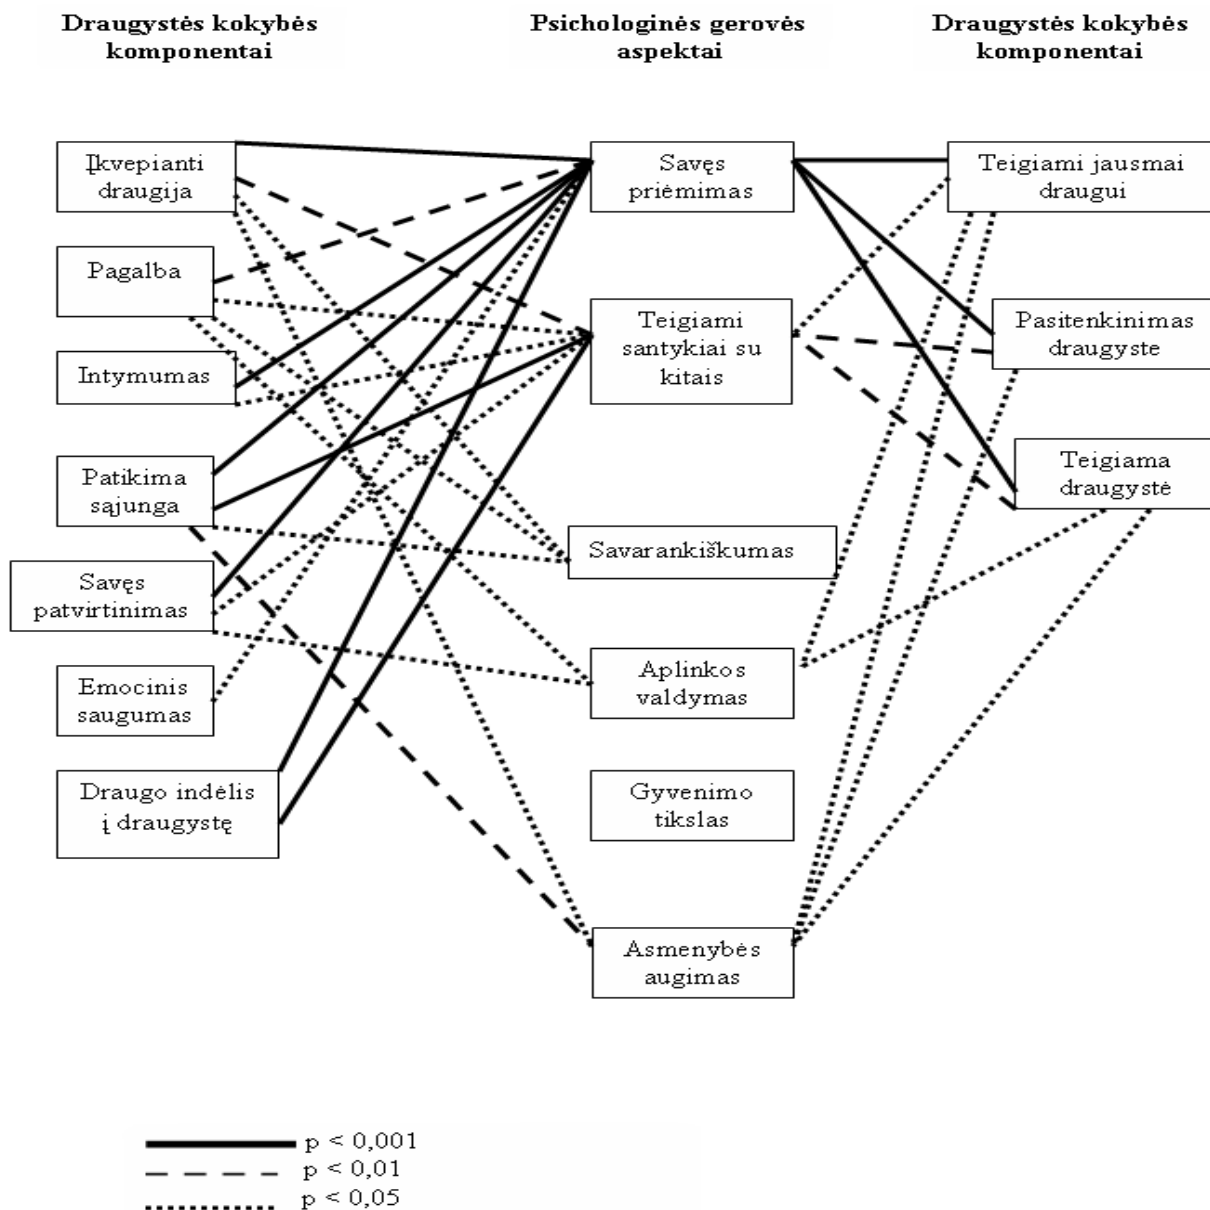 Draugystės kokybės
komponentai
Psichologinės gerovės
aspektai
Draugystės kokybės
komponentai
Įkvepianti
draugija
Pagalba
Intymumas
Patikima
sąjunga
Savęs
patvirtinimas
Emocinis
saugumas
Draugo indėlis
į draugystę
Savęs
priėmimas
Teigiami
santykiai su
kitais
Savarankiškumas
Aplinkos
valdymas
Gyvenimo
tikslas
Asmenybės
augimas
Teigiami jausmai
draugui
Pasitenkinimas
draugyste
Teigiama
draugystė
p < 0,001
p < 0,01
p < 0,05